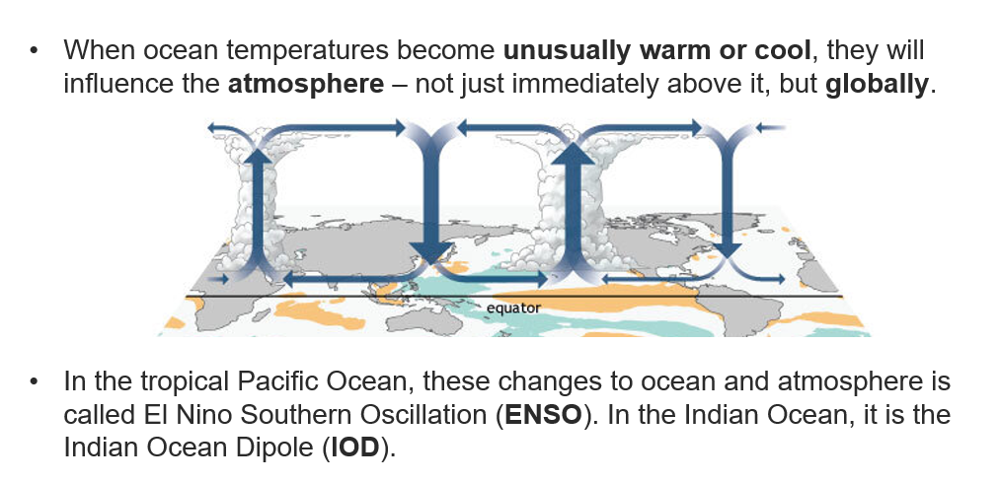 • When ocean temperatures become unusually warm or cool, they will
influence the atmosphere – not just immediately above it, but globally.
equator
• In the tropical Pacific Ocean, these changes to ocean and atmosphere is
called El Nino Southern Oscillation (ENSO). In the Indian Ocean, it is the
Indian Ocean Dipole (IOD).